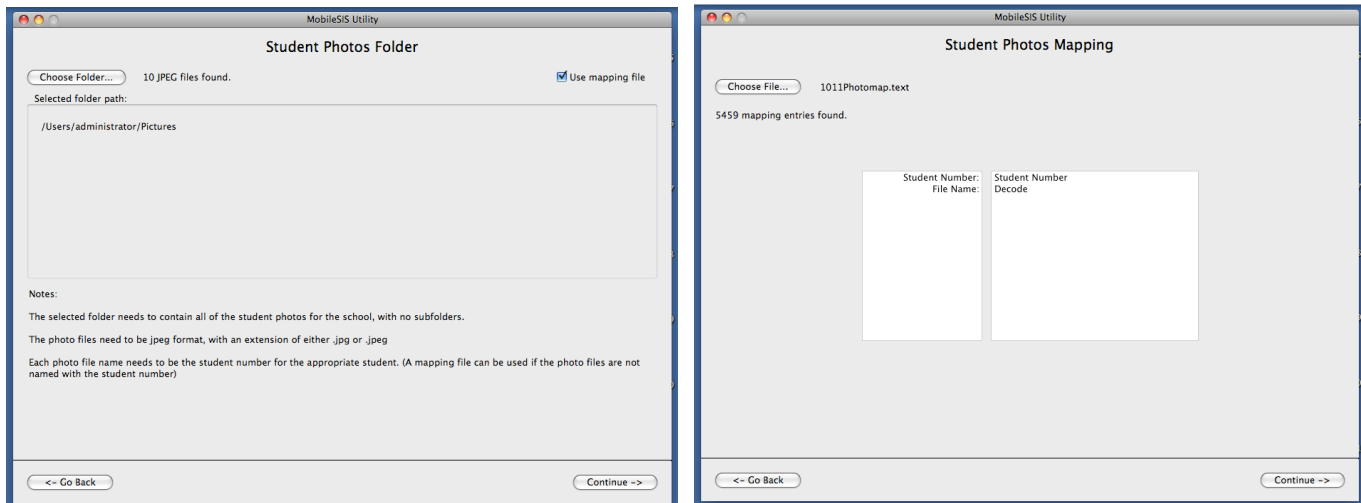 MobileSIS Utility
Student Photos Folder
Choose Folder... 10 JPEG files found. Use mapping file
Selected folder path:
/Users/administrator/Pictures
Notes:
The selected folder needs to contain all of the student photos for the school, with no subfolders.
The photo files need to be jpeg format, with an extension of either .jpg or .jpeg
Each photo file name needs to be the student number for the appropriate student. (A mapping file can be used if the photo files are not
named with the student number)
<- Go Back Continue ->
MobileSIS Utility
Student Photos Mapping
Choose File... 1011Photomap.text
5459 mapping entries found.
Student Number: Student Number
File Name: Decode
<- Go Back Continue ->